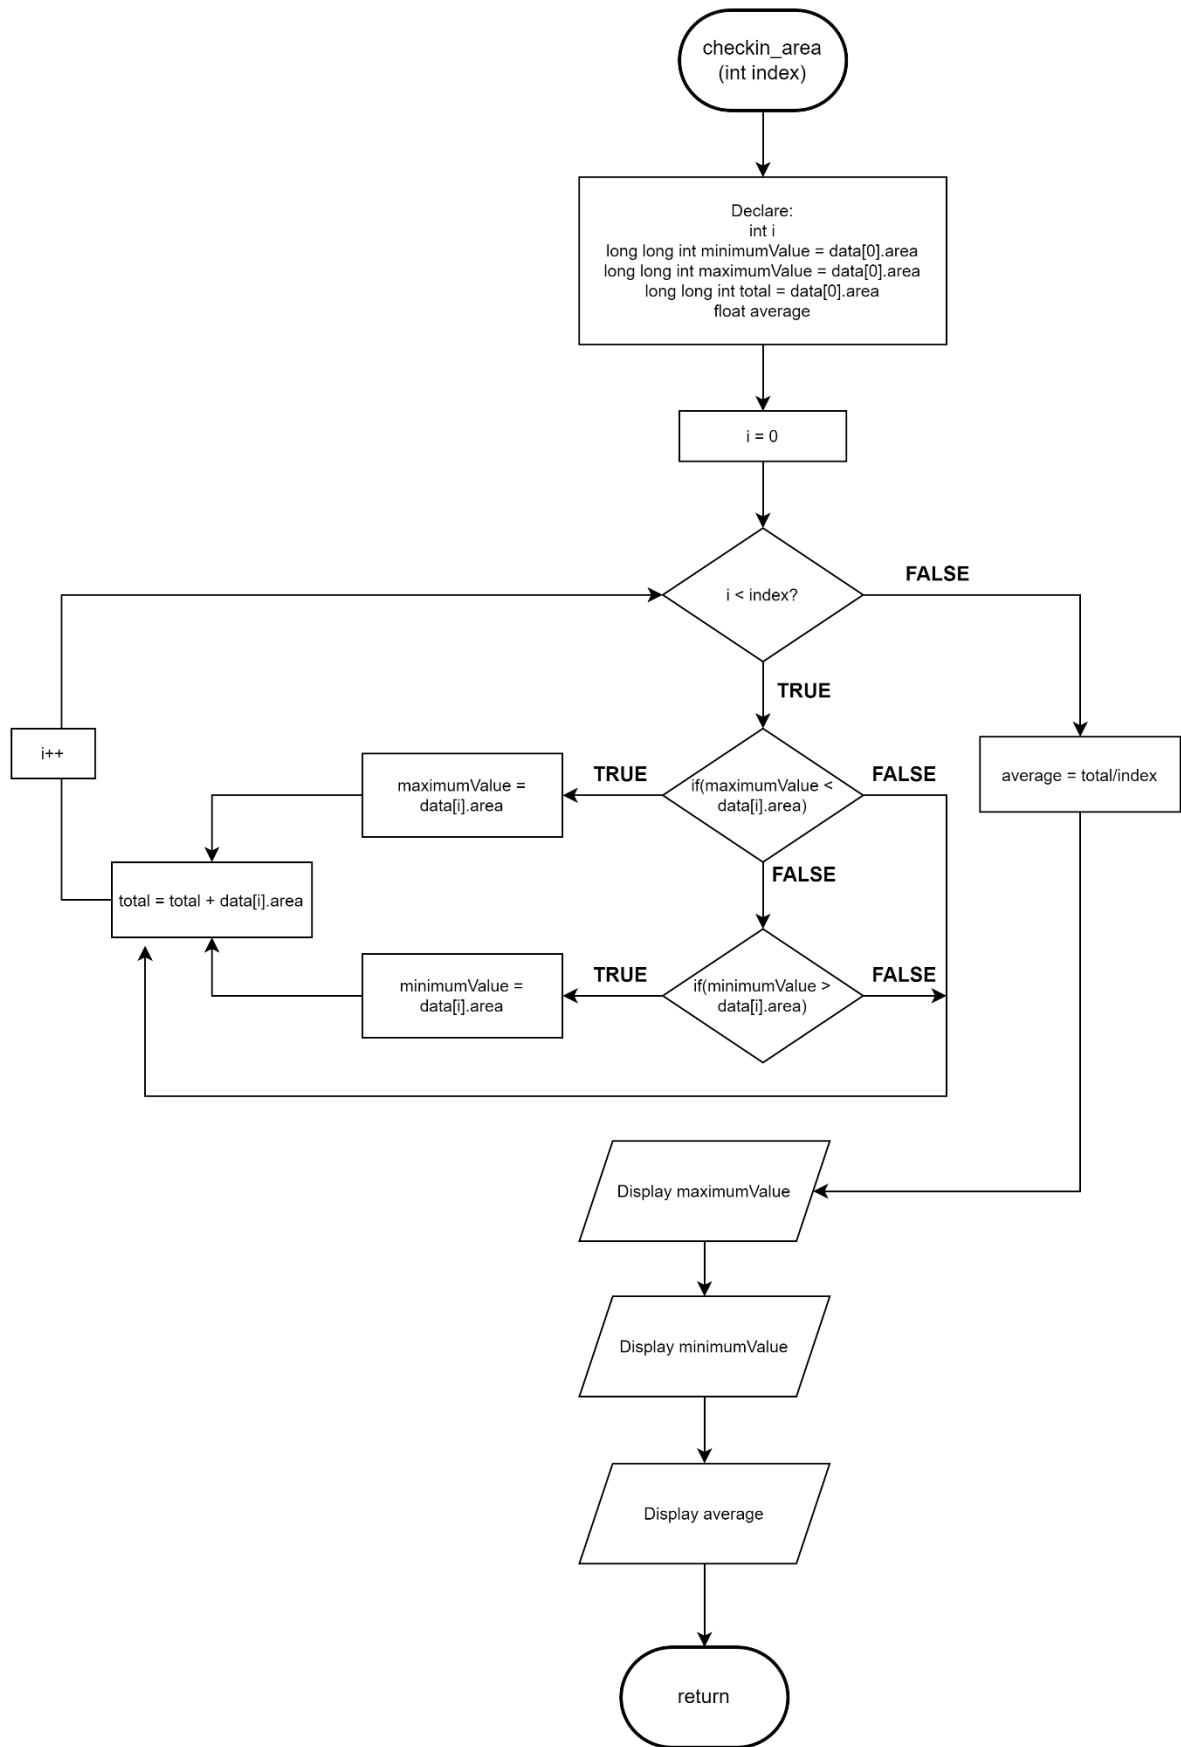 checkin_area
(int index)
Declare:
int i
long long int minimumValue = data[0].area
long long int maximumValue = data[0].area
long long int total = data[0].area
float average
i = 0
i < index?
FALSE
TRUE
i++
maximumValue =
data[i].area
TRUE
if(maximumValue <
data[i].area)
FALSE
average = total/index
FALSE
total = total + data[i].area
minimumValue =
data[i].area
TRUE
if(minimumValue >
data[i].area)
FALSE
Display maximumValue
Display minimumValue
Display average
return